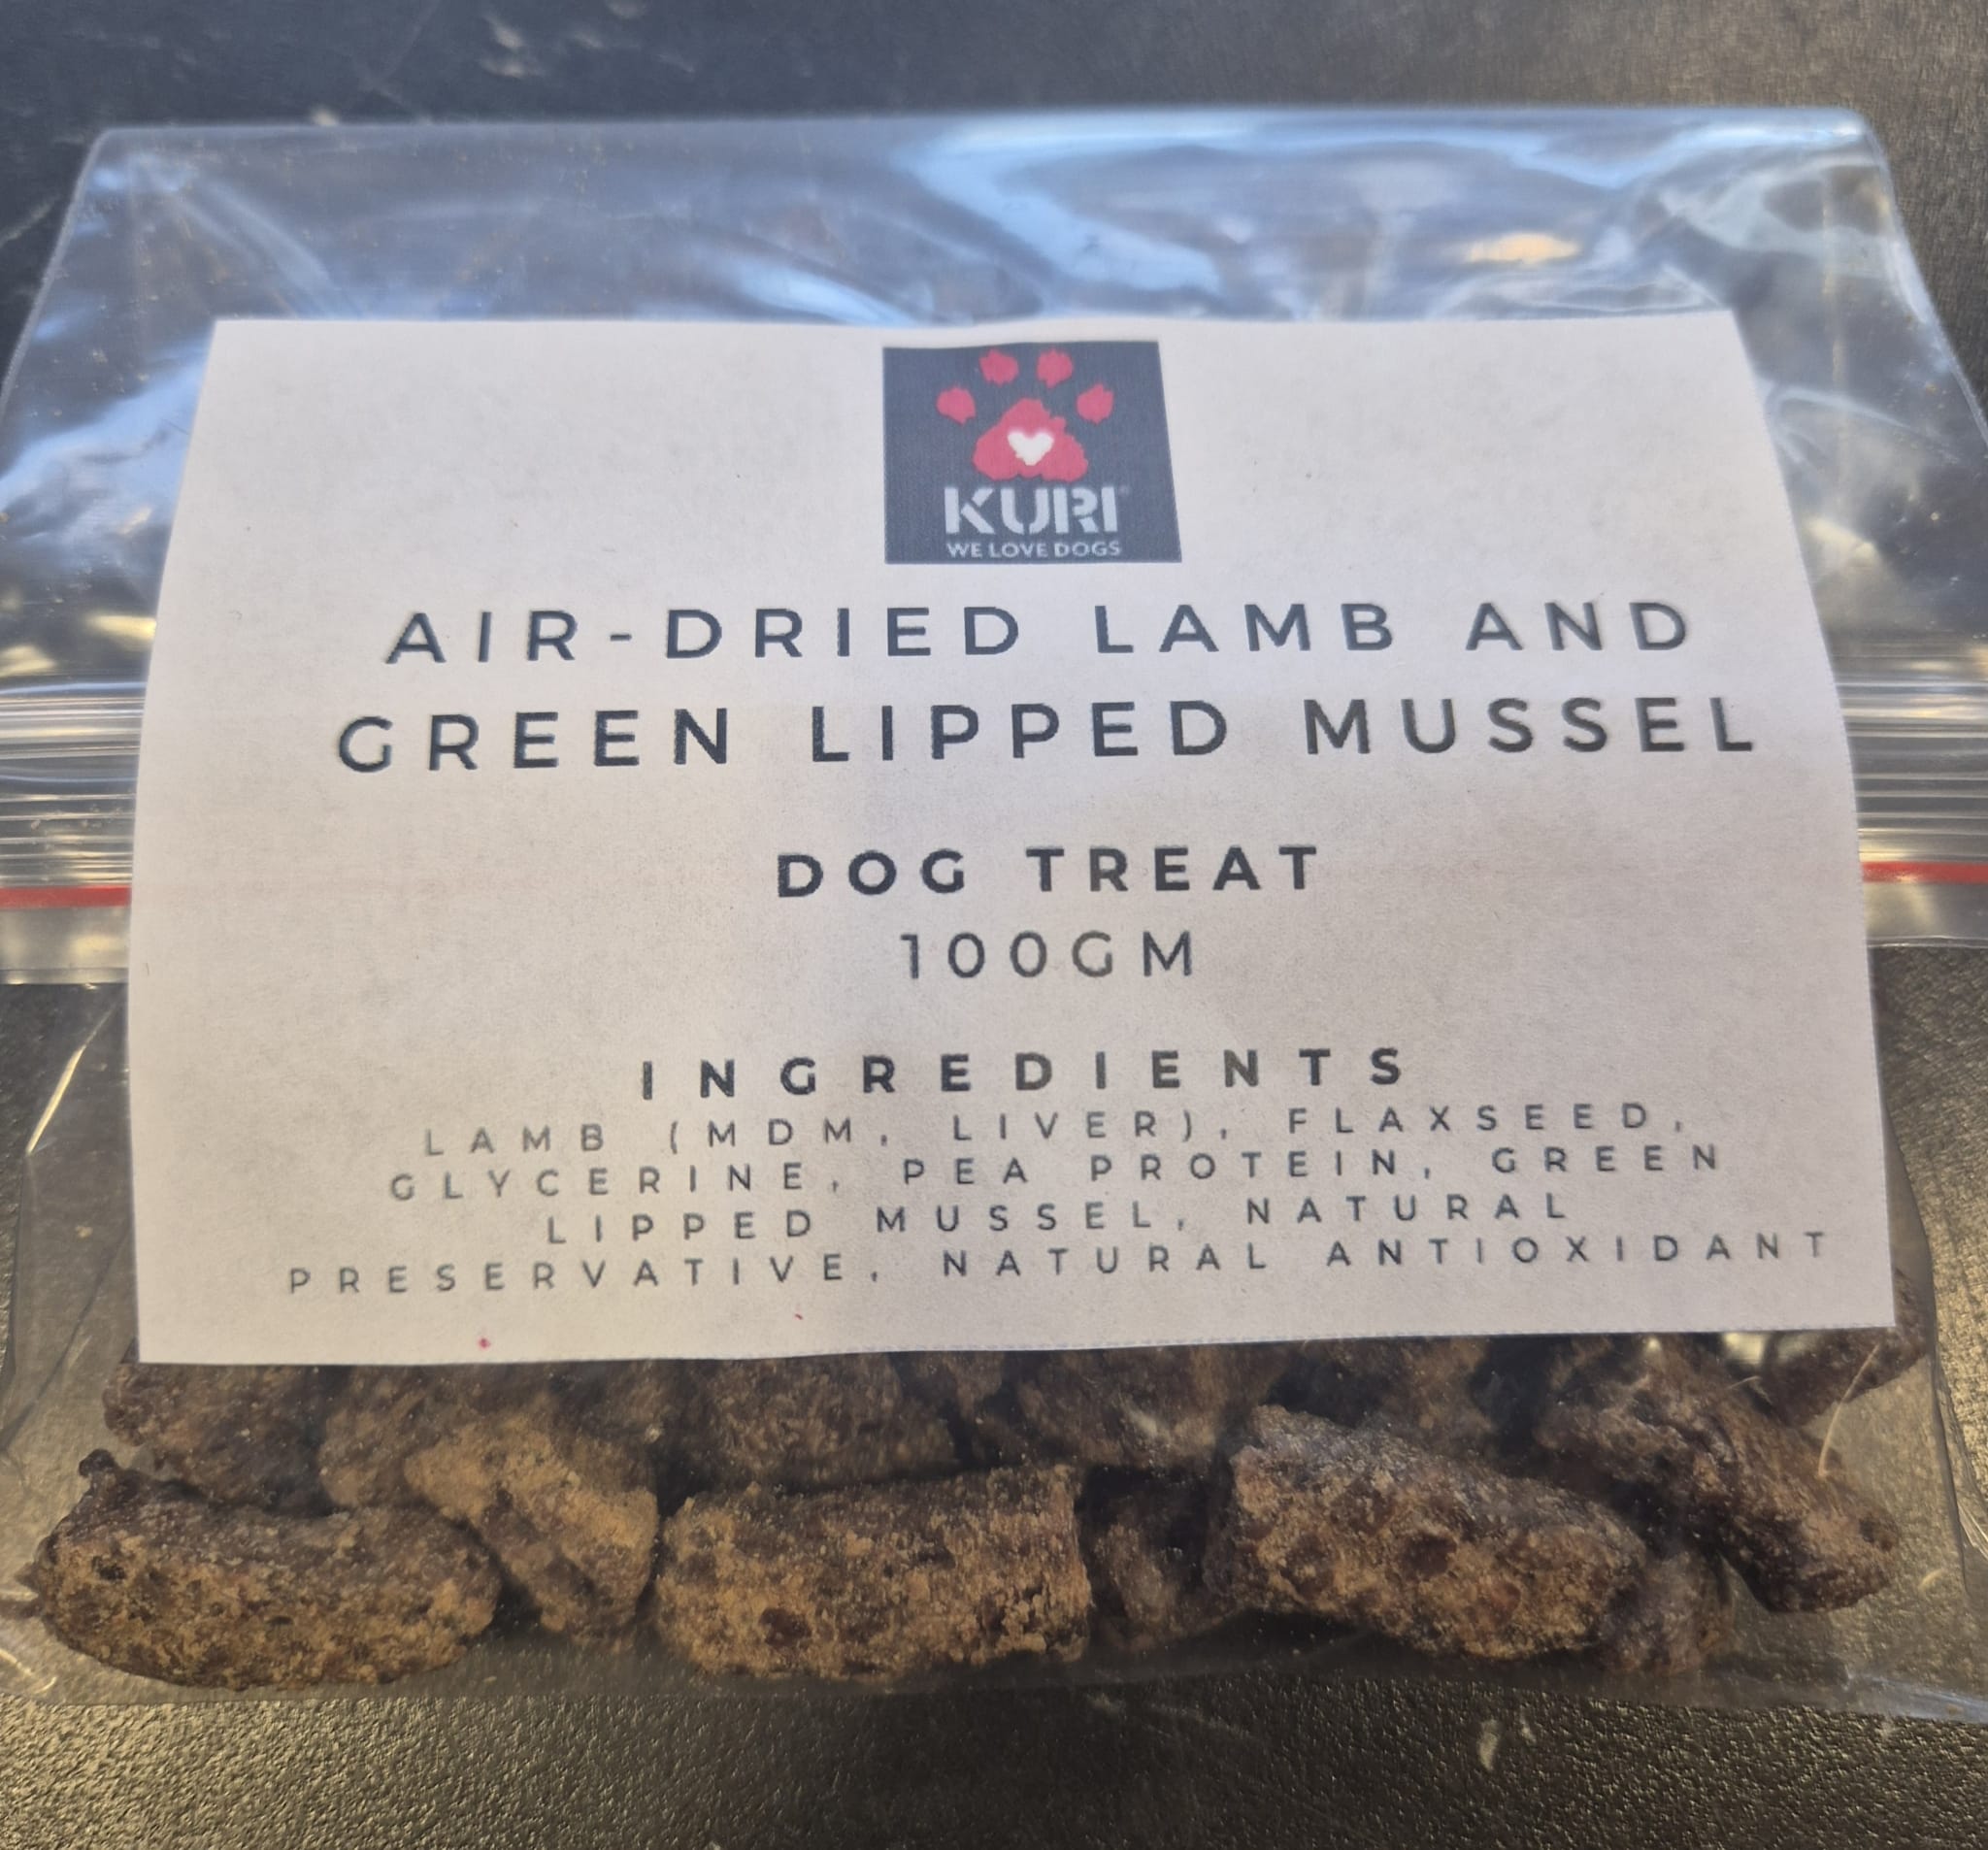 KURI
WE LOVE DOGS
AIR-DRIED LAMB AND
GREEN LIPPED MUSSEL
DOG TREAT
100GM
INGREDIENTS
LAMB (MDM, LIVER), FLAXSEED,
GLYCERINE, PEA PROTEIN, GREEN
LIPPED MUSSEL, NATURAL
PRESERVATIVE, NATURAL ANTIOXIDANT